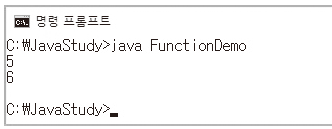 명령 프롬프트
C:₩JavaStudy>java FunctionDemo
5
6
C:₩JavaStudy>